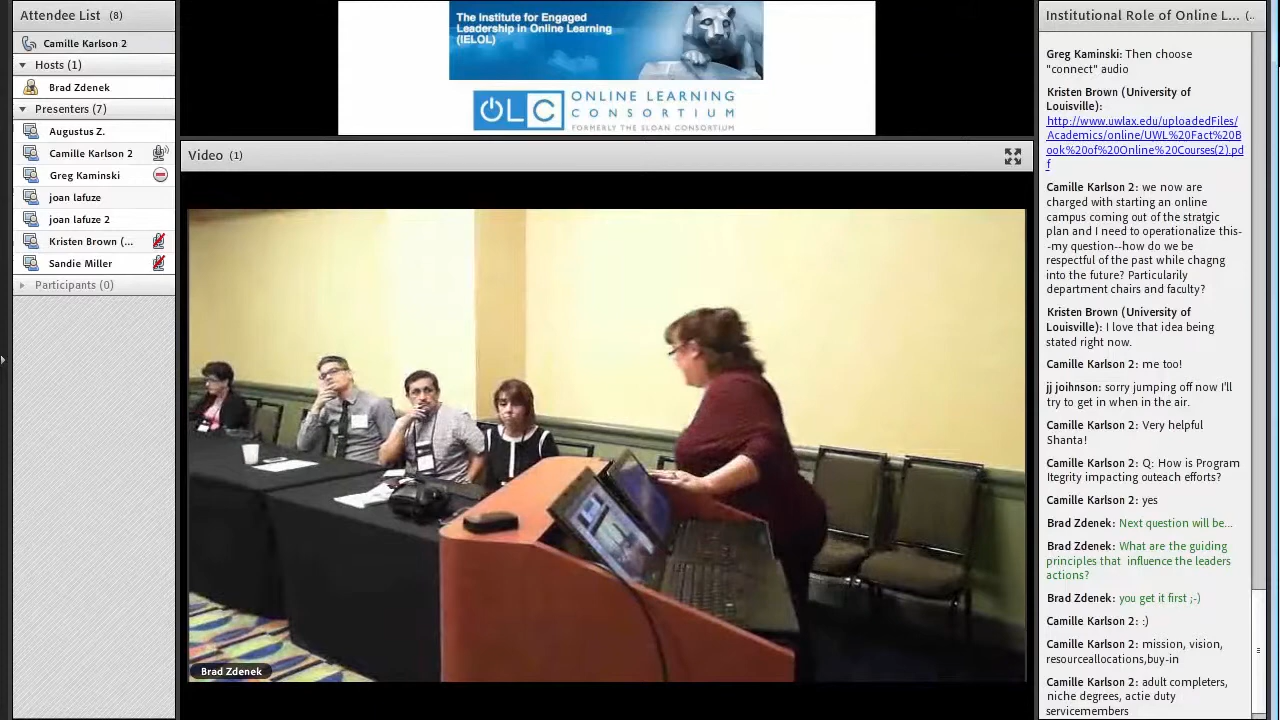 Attendee List (8)
Camille Karlson 2
Hosts (1)
Brad Zdenek
Presenters (7)
Augustus Z.
Camille Karlson 2
Greg Kaminski
joan lafuze
joan lafuze 2
Kristen Brown (...
Sandie Miller
Participants (0)
The Institute for Engaged
Leadership in Online Learning
(IELOL)
OLC
ONLINE LEARNING
CONSORTIUM
FORMERLY THE SLOAN CONSORTIUM
Video (1)
Brad Zdenek
Institutional Role of Online L... (..
Greg Kaminski: Then choose
"connect" audio
Kristen Brown (University of
Louisville):
http://www.uwlax.edu/uploadedFiles/
Academics/online/UWL%20Fact%20B
ook%20of%20Online%20Courses(2).pd
f
Camille Karlson 2: we now are
charged with starting an online
campus coming out of the stratgic
plan and I need to operationalize this-
-my question--how do we be
respectful of the past while chagng
into the future? Particularily
department chairs and faculty?
Kristen Brown (University of
Louisville): I love that idea being
stated right now.
Camille Karlson 2: me too!
jj joihnson: srry jumping off now I'll
try to get in when in the air.
Camille Karlson 2: Very helpful
Shanta!
Camille Karlson 2: Q: How is Program
Itegrity impacting outeach efforts?
Camille Karlson 2: yes
Brad Zdenek: Next question will be...
Brad Zdenek: What are the guiding
principles that influence the leaders
actions?
Brad Zdenek: you get it first ;-)
Camille Karlson 2: :)
Camille Karlson 2: mission, vision,
resourceallocations,buy-in
Camille Karlson 2: adult completers,
niche degrees, actie duty
servicemembers